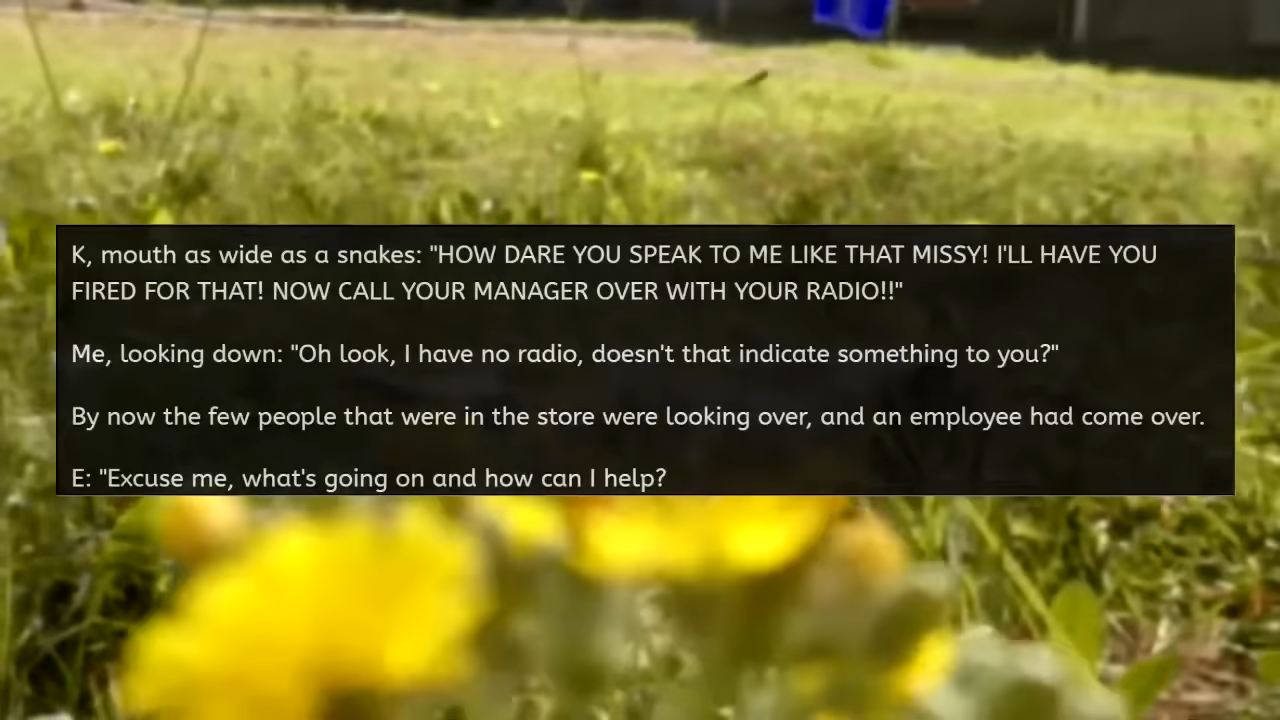 K, mouth as wide as a snakes: "HOW DARE YOU SPEAK TO ME LIKE THAT MISSY! I'LL HAVE YOU
FIRED FOR THAT! NOW CALL YOUR MANAGER OVER WITH YOUR RADIO!!"
Me, looking down: "Oh look, I have no radio, doesn't that indicate something to you?"
By now the few people that were in the store were looking over, and an employee had come over.
E: "Excuse me, what's going on and how can I help?